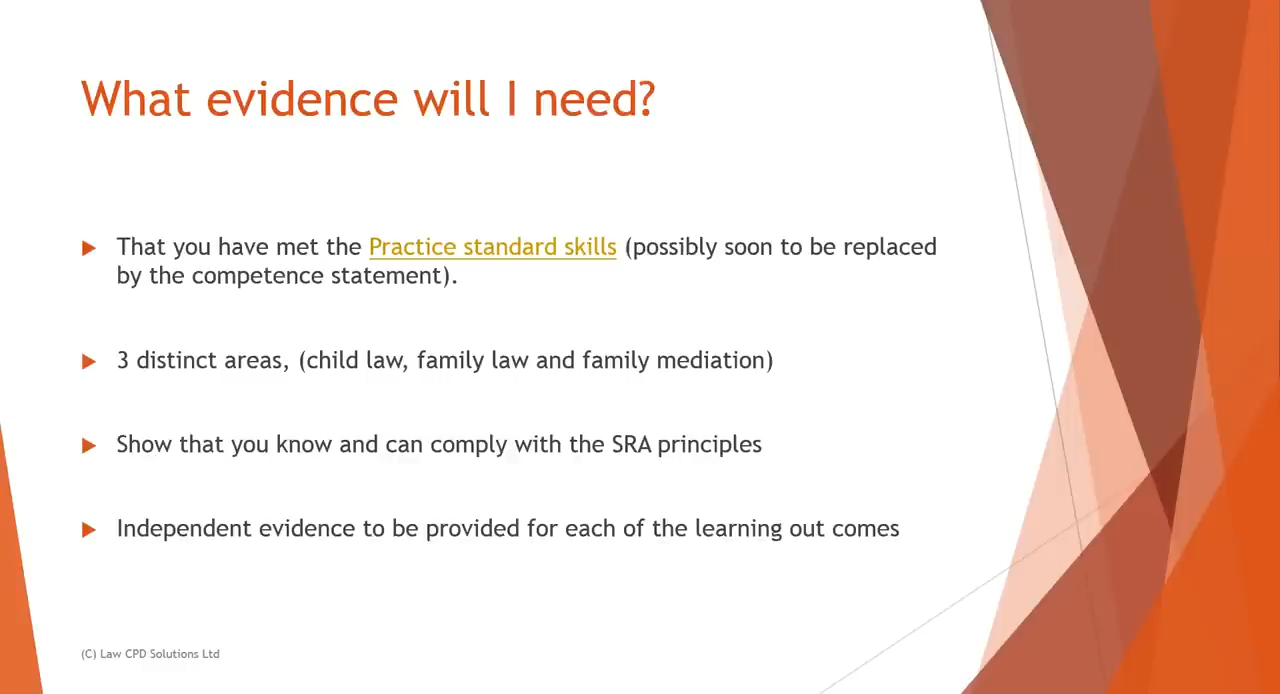 What evidence will I need?
That you have met the Practice standard skills (possibly soon to be replaced
by the competence statement).
3 distinct areas, (child law, family law and family mediation)
Show that you know and can comply with the SRA principles
Independent evidence to be provided for each of the learning out comes
(C) Law CPD Solutions Ltd